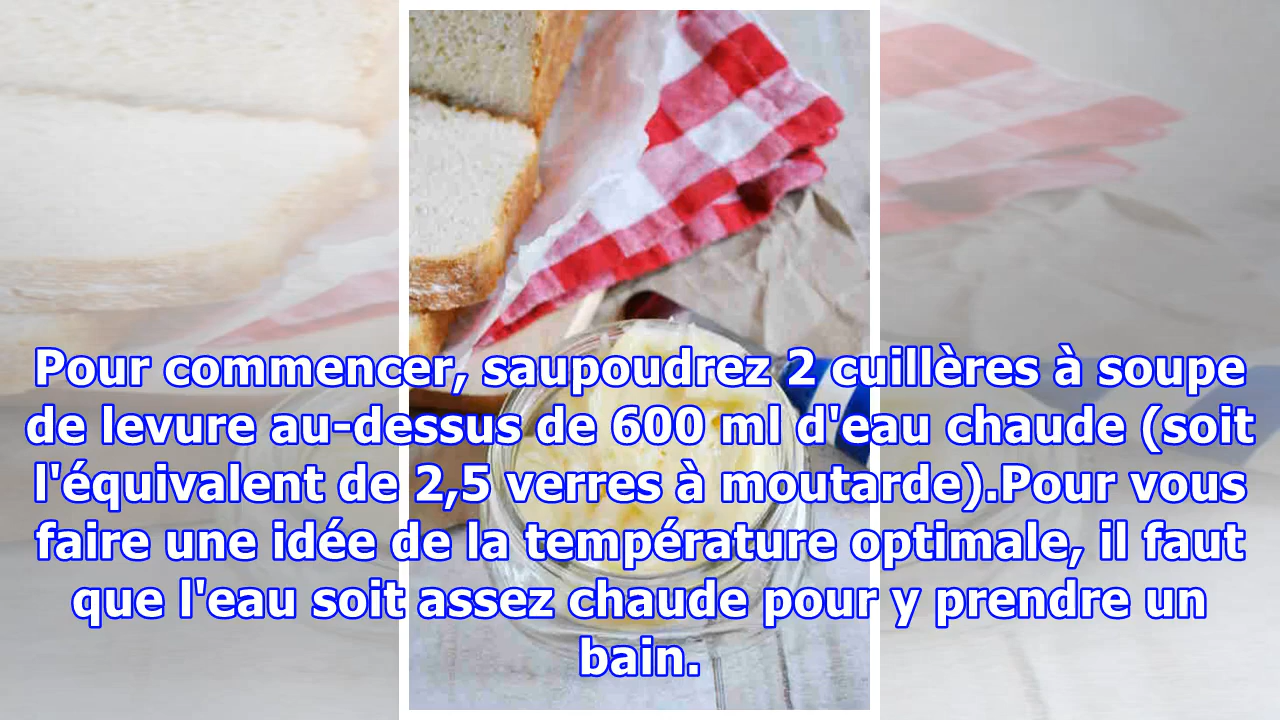 Pour commencer, saupoudrez 2 cuillères à soupe
de levure au-dessus de 600 ml d'eau chaude (soit
l'équivalent de 2,5 verres à moutarde).Pour vous
faire une idée de la température optimale, il faut
que l'eau soit assez chaude pour y prendre un
bain.